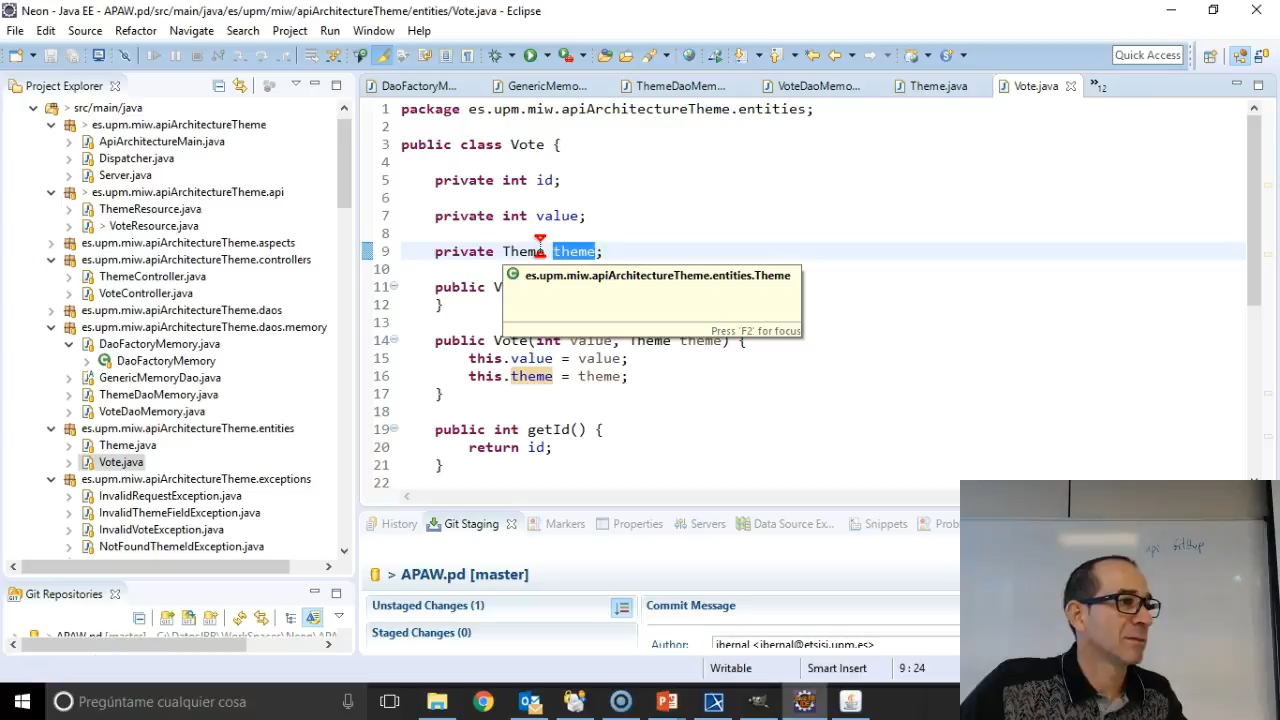 Neon - Java EE - APAW.pd/src/main/java/es/upm/miw/apiArchitectureTheme/entities/Vote.java - Eclipse
File Edit Source Refactor Navigate Search Project Run Window Help
Quick Access
Project Explorer
src/main/java
> es.upm.miw.apiArchitectureTheme
ApiArchitectureMain.java
Dispatcher.java
Server.java
> es.upm.miw.apiArchitectureTheme.api
ThemeResource.java
> VoteResource.java
es.upm.miw.apiArchitectureTheme.aspects
es.upm.miw.apiArchitectureTheme.controllers
ThemeController.java
VoteController.java
es.upm.miw.apiArchitectureTheme.daos
es.upm.miw.apiArchitectureTheme.daos.memory
DaoFactoryMemory.java
DaoFactoryMemory
GenericMemoryDao.java
ThemeDaoMemory.java
VoteDaoMemory.java
es.upm.miw.apiArchitectureTheme.entities
Theme.java
Vote.java
es.upm.miw.apiArchitectureTheme.exceptions
InvalidRequestException.java
InvalidThemeFieldException.java
InvalidVoteException.java
NotFoundThemeIdException.java
Git Repositories
DaoFactoryM... GenericMemo... ThemeDaoMem... VoteDaoMemo... Theme.java Vote.java »12
1 package es.upm.miw.apiArchitectureTheme.entities;
2
3 public class Vote {
4
5 private int id;
6
7 private int value;
8
9 private Theme theme;
10
11 public V
12 }
13
14 public Vote(int value, Theme theme) {
15 this.value = value;
16 this.theme = theme;
17 }
18
19 public int getId() {
20 return id;
21 }
22
es.upm.miw.apiArchitectureTheme.entities.Theme
Press 'F2' for focus
History Git Staging Markers Properties Servers Data Source Ex... Snippets Prob
> APAW.pd [master]
Unstaged Changes (1)
Staged Changes (0)
Commit Message
Author: jbernal <jbernal@etsisi.upm.es>
Writable Smart Insert 9 : 24
Pregúntame cualquier cosa
api